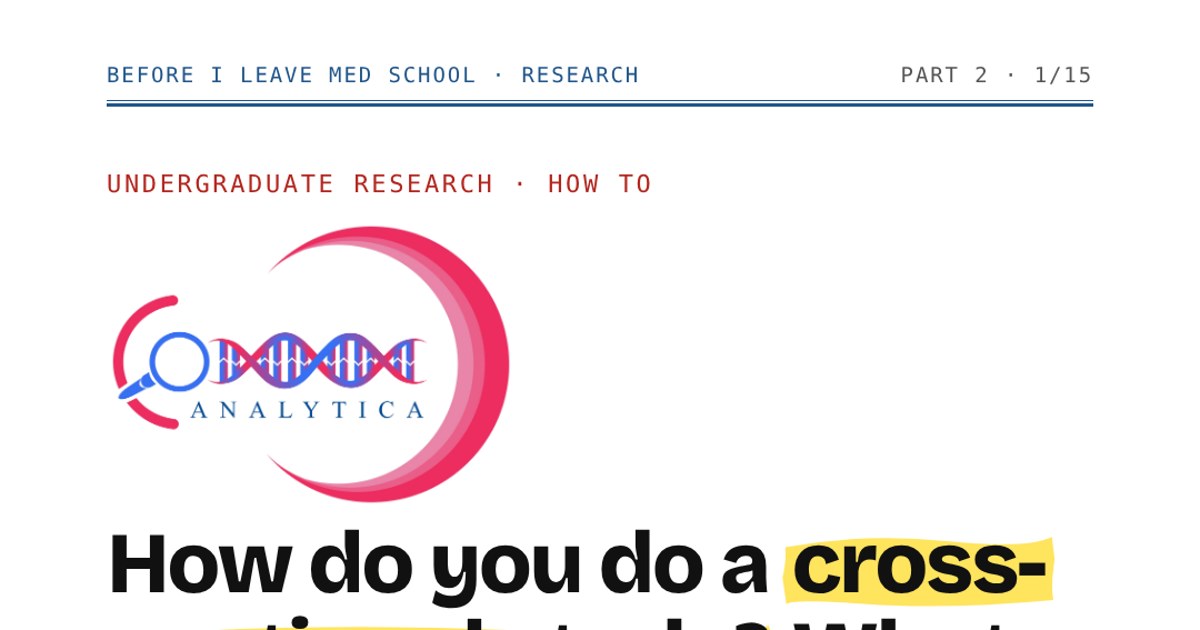 BEFORE I LEAVE MED SCHOOL · RESEARCH
PART 2 · 1/15
UNDERGRADUATE RESEARCH · HOW TO
ANALYTICA
How do you do a cross-